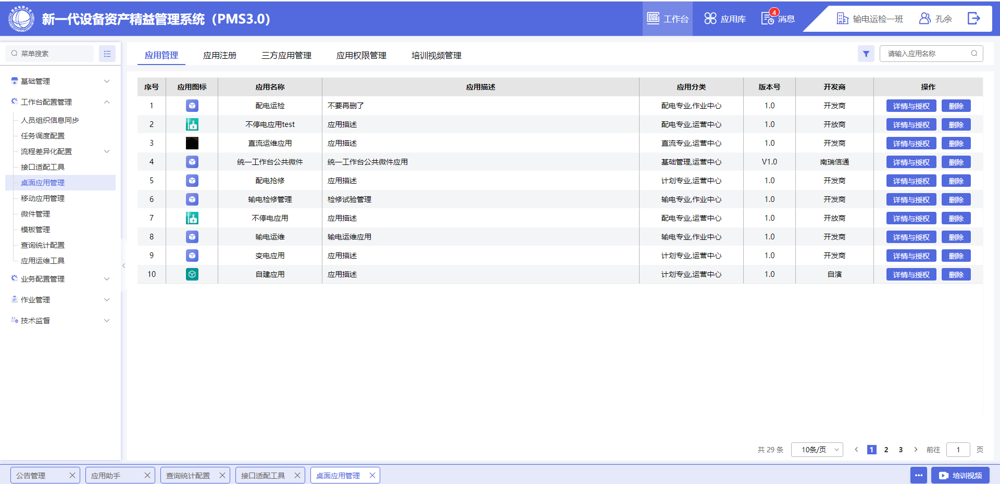 新一代设备资产精益管理系统（PMS3.0）
工作台
应用库
4
消息
输电运检一班
孔余
菜单搜索
基础管理
工作台配置管理
人员组织信息同步
任务调度配置
流程差异化配置
接口适配工具
桌面应用管理
移动应用管理
微件管理
模板管理
查询统计配置
应用运维工具
业务配置管理
作业管理
技术监督
应用管理 应用注册 三方应用管理 应用权限管理 培训视频管理
请输入应用名称
序号 应用图标 应用名称 应用描述 应用分类 版本号 开发商 操作
1 配电运检 不要再删了 配电专业,作业中心 1.0 开发商 详情与授权 删除
2 不停电应用test 应用描述 配电专业,运营中心 1.0 开放商 详情与授权 删除
3 直流运维应用 应用描述 直流专业,运营中心 1.0 开发商 详情与授权 删除
4 统一工作台公共微件 统一工作台公共微件应用 基础管理,运营中心 V1.0 南瑞信通 详情与授权 删除
5 配电抢修 应用描述 计划专业,运营中心 1.0 开发商 详情与授权 删除
6 输电检修管理 检修试验管理 输电专业,作业中心 1.0 开发商 详情与授权 删除
7 不停电应用 应用描述 配电专业,运营中心 1.0 开放商 详情与授权 删除
8 输电运维 输电运维应用 输电专业,作业中心 1.0 开发商 详情与授权 删除
9 变电应用 应用描述 计划专业,运营中心 1.0 开发商 详情与授权 删除
10 自建应用 应用描述 计划专业,运营中心 1.0 自演 详情与授权 删除
共 29 条 10条/页 1 2 3 前往 1 页
公告管理 应用助手 查询统计配置 接口适配工具 桌面应用管理 培训视频